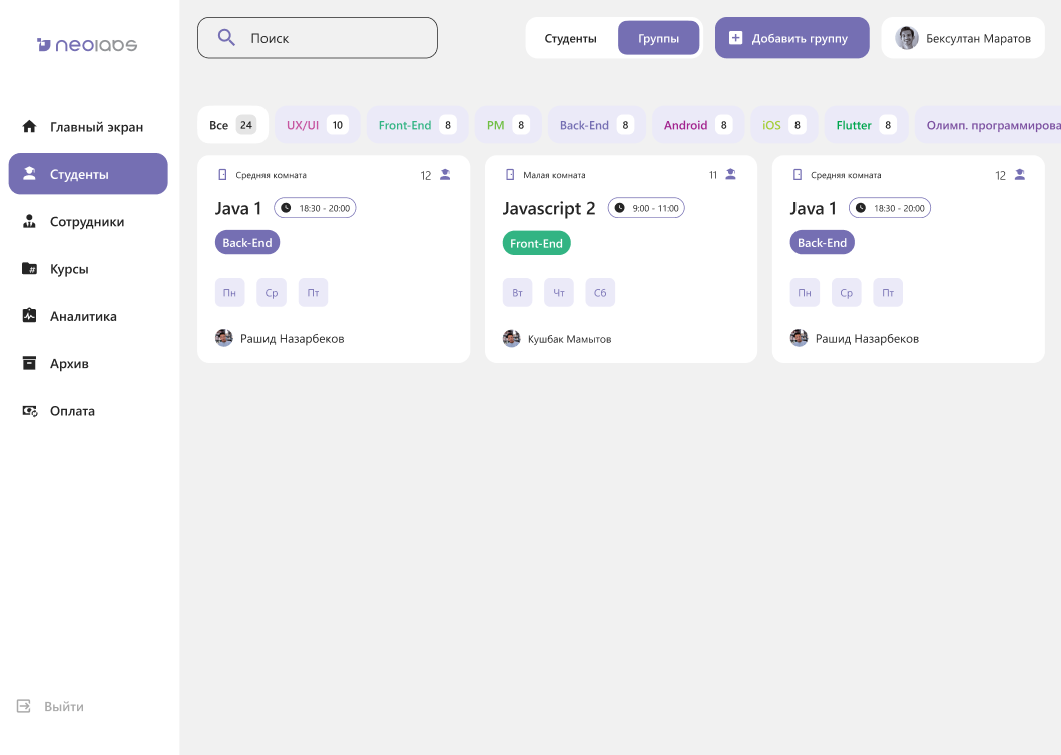 neolabs
Поиск
Студенты
Группы
Добавить группу
Бексултан Маратов
Главный экран
Студенты
Сотрудники
Курсы
Аналитика
Архив
Оплата
Выйти
Все 24
UX/UI 10
Front-End 8
PM 8
Back-End 8
Android 8
iOS 8
Flutter 8
Олимп. программирова
Средняя комната 12
Java 1 18:30 - 20:00
Back-End
Пн Ср Пт
Рашид Назарбеков
Малая комната 11
Javascript 2 9:00 - 11:00
Front-End
Вт Чт Сб
Кушбак Мамытов
Средняя комната 12
Java 1 18:30 - 20:00
Back-End
Пн Ср Пт
Рашид Назарбеков